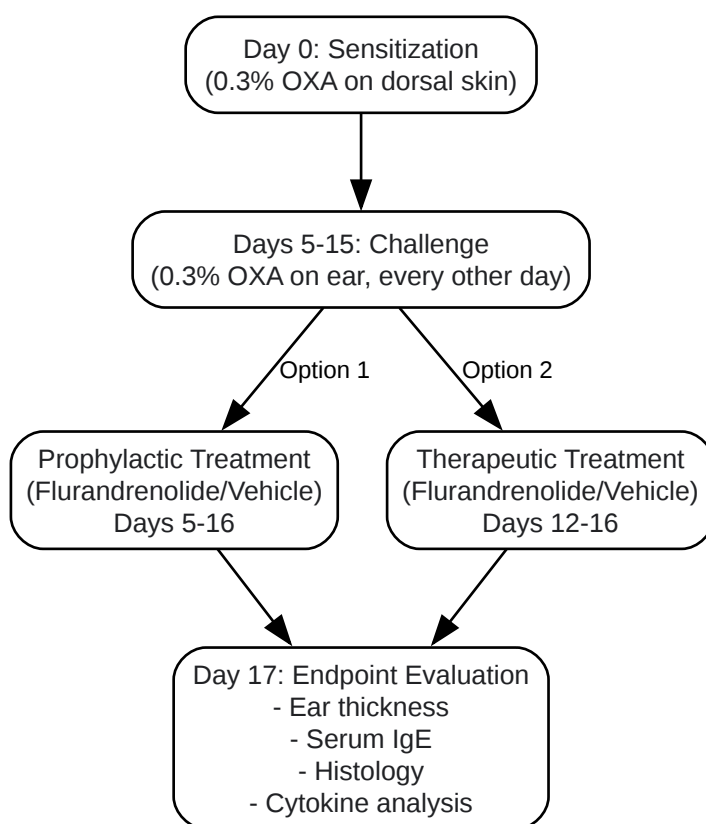 Day 0: Sensitization
(0.3% OXA on dorsal skin)
Days 5-15: Challenge
(0.3% OXA on ear, every other day)
Option 1
Option 2
Prophylactic Treatment
(Flurandrenolide/Vehicle)
Days 5-16
Therapeutic Treatment
(Flurandrenolide/Vehicle)
Days 12-16
Day 17: Endpoint Evaluation
- Ear thickness
- Serum IgE
- Histology
- Cytokine analysis